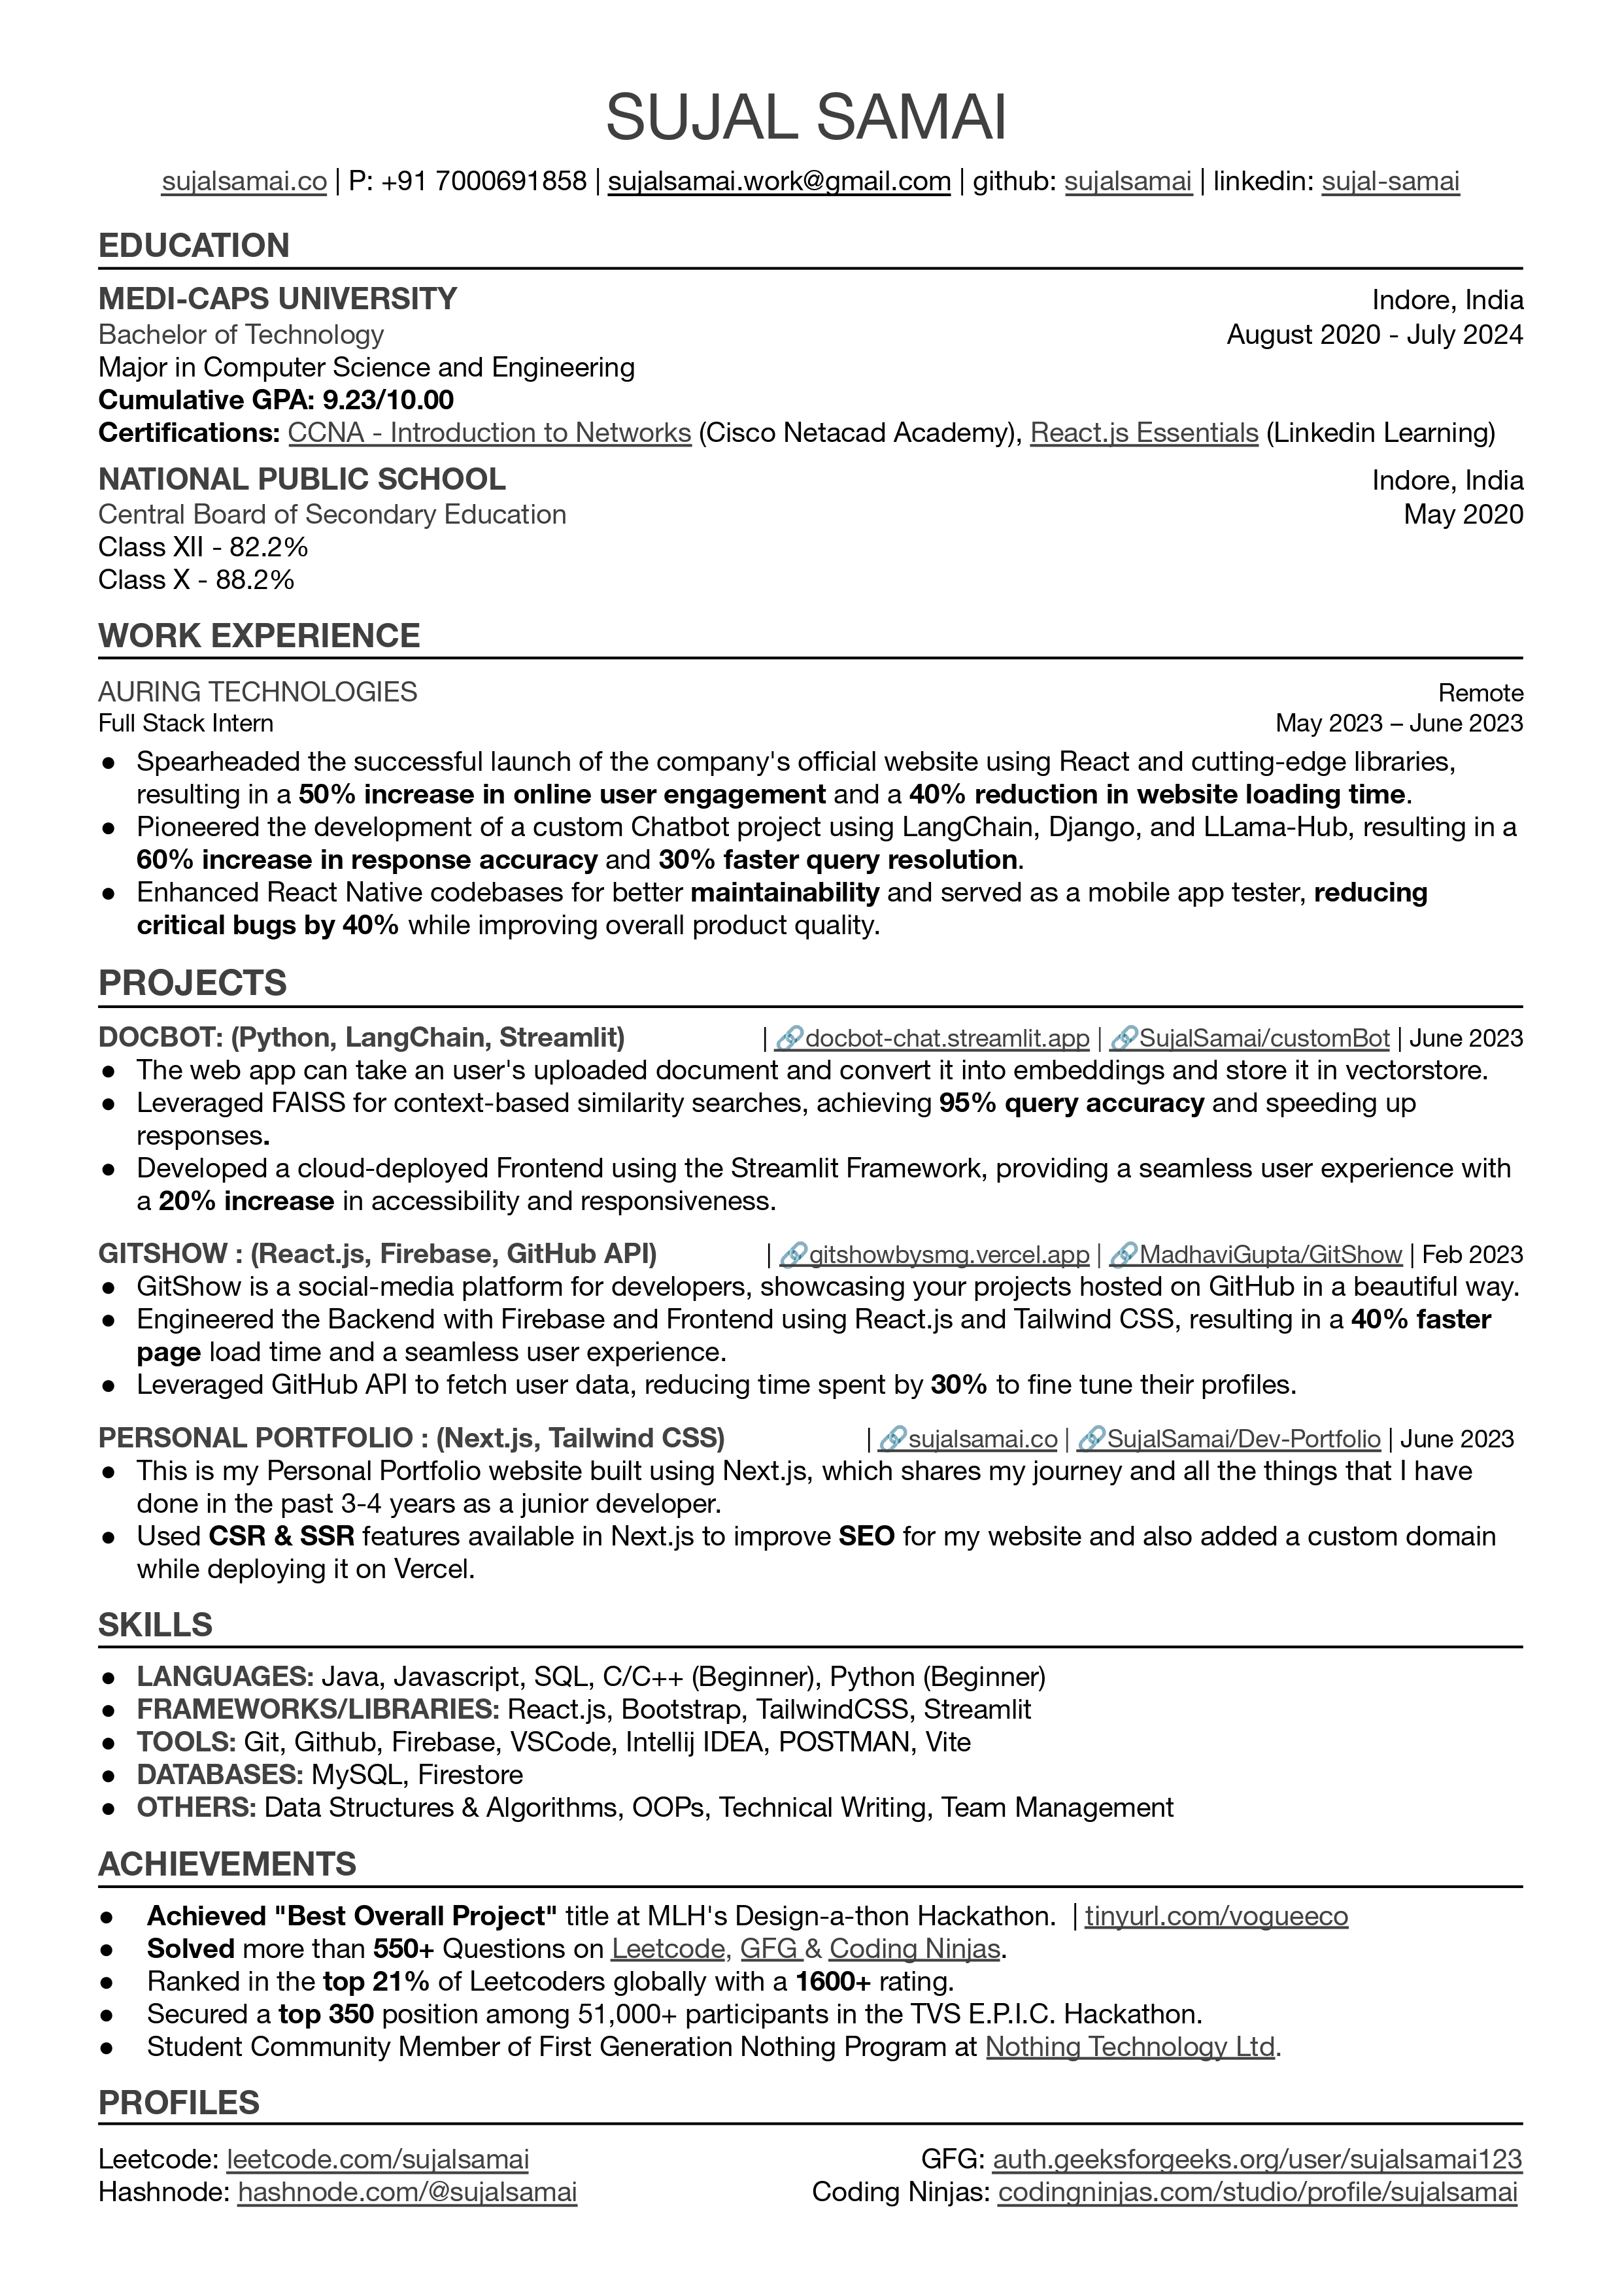 SUJAL SAMAI
sujalsamai.co | P: +91 7000691858 | sujalsamai.work@gmail.com | github: sujalsamai | linkedin: sujal-samai
EDUCATION
MEDI-CAPS UNIVERSITY Indore, India
Bachelor of Technology August 2020 - July 2024
Major in Computer Science and Engineering
Cumulative GPA: 9.23/10.00
Certifications: CCNA - Introduction to Networks (Cisco Netacad Academy), React.js Essentials (Linkedin Learning)
NATIONAL PUBLIC SCHOOL Indore, India
Central Board of Secondary Education May 2020
Class XII - 82.2%
Class X - 88.2%
WORK EXPERIENCE
AURING TECHNOLOGIES Remote
Full Stack Intern May 2023 – June 2023
● Spearheaded the successful launch of the company's official website using React and cutting-edge libraries,
resulting in a 50% increase in online user engagement and a 40% reduction in website loading time.
● Pioneered the development of a custom Chatbot project using LangChain, Django, and LLama-Hub, resulting in a
60% increase in response accuracy and 30% faster query resolution.
● Enhanced React Native codebases for better maintainability and served as a mobile app tester, reducing
critical bugs by 40% while improving overall product quality.
PROJECTS
DOCBOT: (Python, LangChain, Streamlit) | 🔗docbot-chat.streamlit.app | 🔗SujalSamai/customBot | June 2023
● The web app can take an user's uploaded document and convert it into embeddings and store it in vectorstore.
● Leveraged FAISS for context-based similarity searches, achieving 95% query accuracy and speeding up
responses.
● Developed a cloud-deployed Frontend using the Streamlit Framework, providing a seamless user experience with
a 20% increase in accessibility and responsiveness.
GITSHOW : (React.js, Firebase, GitHub API) | 🔗gitshowbysmg.vercel.app | 🔗MadhaviGupta/GitShow | Feb 2023
● GitShow is a social-media platform for developers, showcasing your projects hosted on GitHub in a beautiful way.
● Engineered the Backend with Firebase and Frontend using React.js and Tailwind CSS, resulting in a 40% faster
page load time and a seamless user experience.
● Leveraged GitHub API to fetch user data, reducing time spent by 30% to fine tune their profiles.
PERSONAL PORTFOLIO : (Next.js, Tailwind CSS) | 🔗sujalsamai.co | 🔗SujalSamai/Dev-Portfolio | June 2023
● This is my Personal Portfolio website built using Next.js, which shares my journey and all the things that I have
done in the past 3-4 years as a junior developer.
● Used CSR & SSR features available in Next.js to improve SEO for my website and also added a custom domain
while deploying it on Vercel.
SKILLS
● LANGUAGES: Java, Javascript, SQL, C/C++ (Beginner), Python (Beginner)
● FRAMEWORKS/LIBRARIES: React.js, Bootstrap, TailwindCSS, Streamlit
● TOOLS: Git, Github, Firebase, VSCode, Intellij IDEA, POSTMAN, Vite
● DATABASES: MySQL, Firestore
● OTHERS: Data Structures & Algorithms, OOPs, Technical Writing, Team Management
ACHIEVEMENTS
● Achieved "Best Overall Project" title at MLH's Design-a-thon Hackathon. | tinyurl.com/vogueeco
● Solved more than 550+ Questions on Leetcode, GFG & Coding Ninjas.
● Ranked in the top 21% of Leetcoders globally with a 1600+ rating.
● Secured a top 350 position among 51,000+ participants in the TVS E.P.I.C. Hackathon.
● Student Community Member of First Generation Nothing Program at Nothing Technology Ltd.
PROFILES
Leetcode: leetcode.com/sujalsamai GFG: auth.geeksforgeeks.org/user/sujalsamai123
Hashnode: hashnode.com/@sujalsamai Coding Ninjas: codingninjas.com/studio/profile/sujalsamai